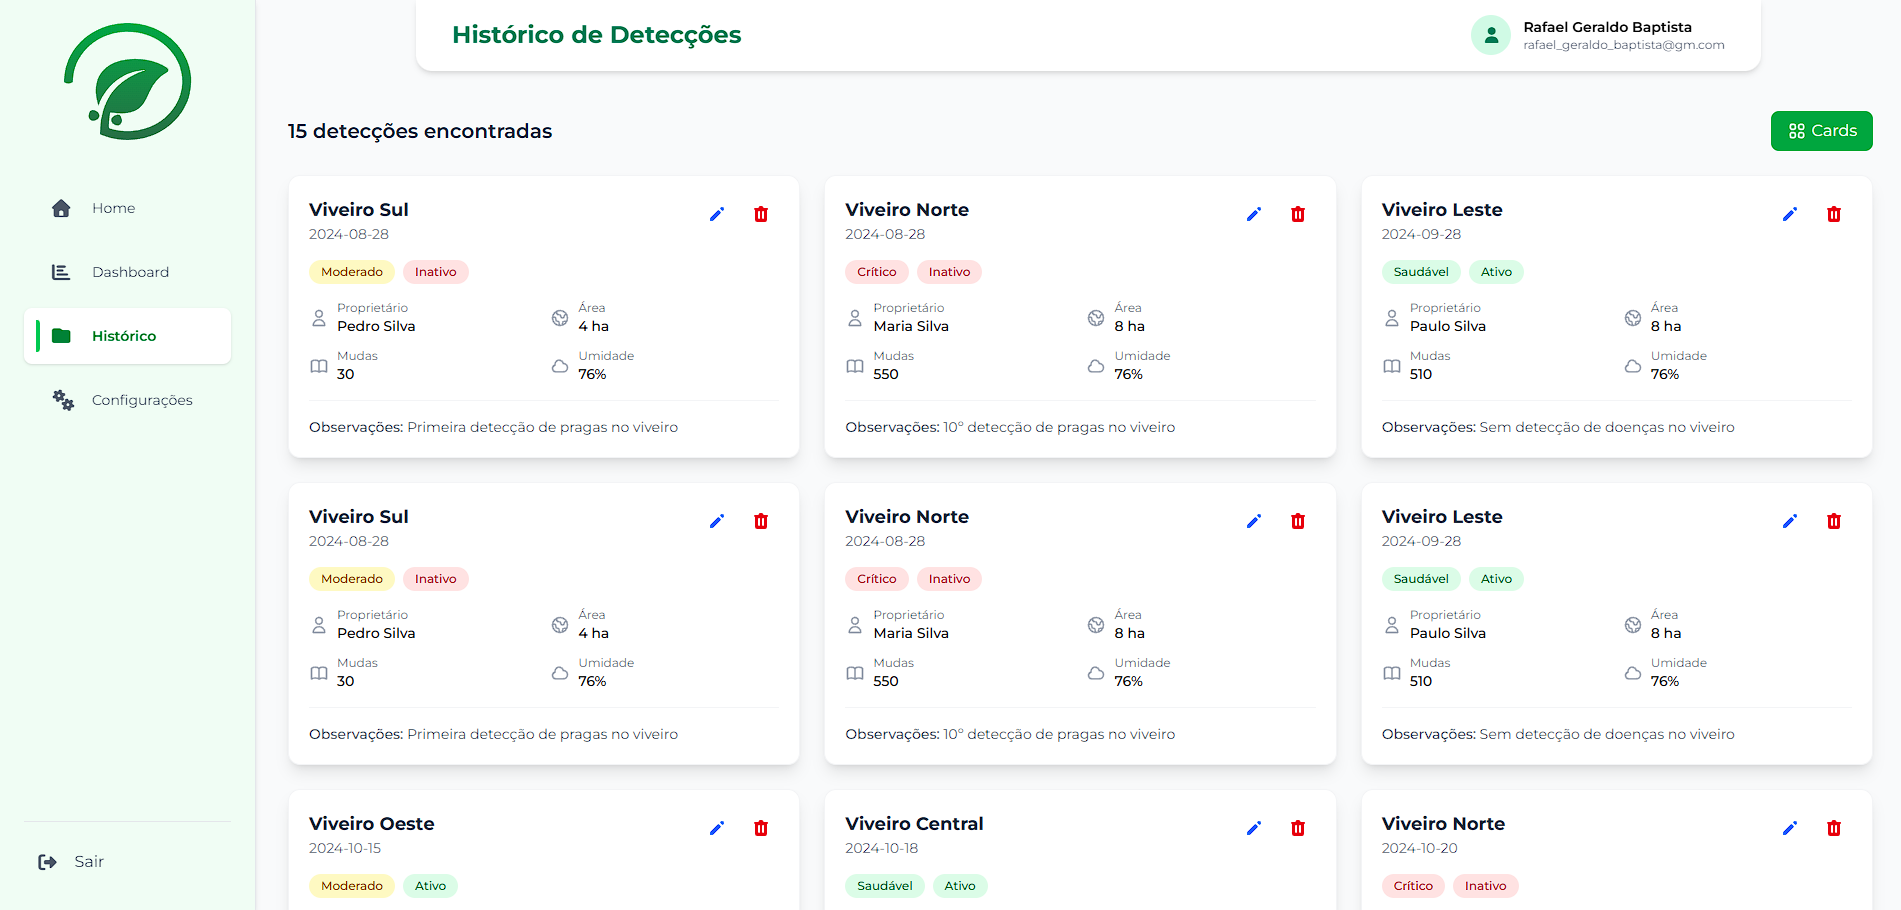 Histórico de Detecções
Rafael Geraldo Baptista
rafael_geraldo_baptista@gm.com
Home
Dashboard
Histórico
Configurações
Sair
15 detecções encontradas
Cards
Viveiro Sul
2024-08-28
Moderado Inativo
Proprietário Área
Pedro Silva 4 ha
Mudas Umidade
30 76%
Observações: Primeira detecção de pragas no viveiro
Viveiro Norte
2024-08-28
Crítico Inativo
Proprietário Área
Maria Silva 8 ha
Mudas Umidade
550 76%
Observações: 10º detecção de pragas no viveiro
Viveiro Leste
2024-09-28
Saudável Ativo
Proprietário Área
Paulo Silva 8 ha
Mudas Umidade
510 76%
Observações: Sem detecção de doenças no viveiro
Viveiro Sul
2024-08-28
Moderado Inativo
Proprietário Área
Pedro Silva 4 ha
Mudas Umidade
30 76%
Observações: Primeira detecção de pragas no viveiro
Viveiro Norte
2024-08-28
Crítico Inativo
Proprietário Área
Maria Silva 8 ha
Mudas Umidade
550 76%
Observações: 10º detecção de pragas no viveiro
Viveiro Leste
2024-09-28
Saudável Ativo
Proprietário Área
Paulo Silva 8 ha
Mudas Umidade
510 76%
Observações: Sem detecção de doenças no viveiro
Viveiro Oeste
2024-10-15
Moderado Ativo
Viveiro Central
2024-10-18
Saudável Ativo
Viveiro Norte
2024-10-20
Crítico Inativo